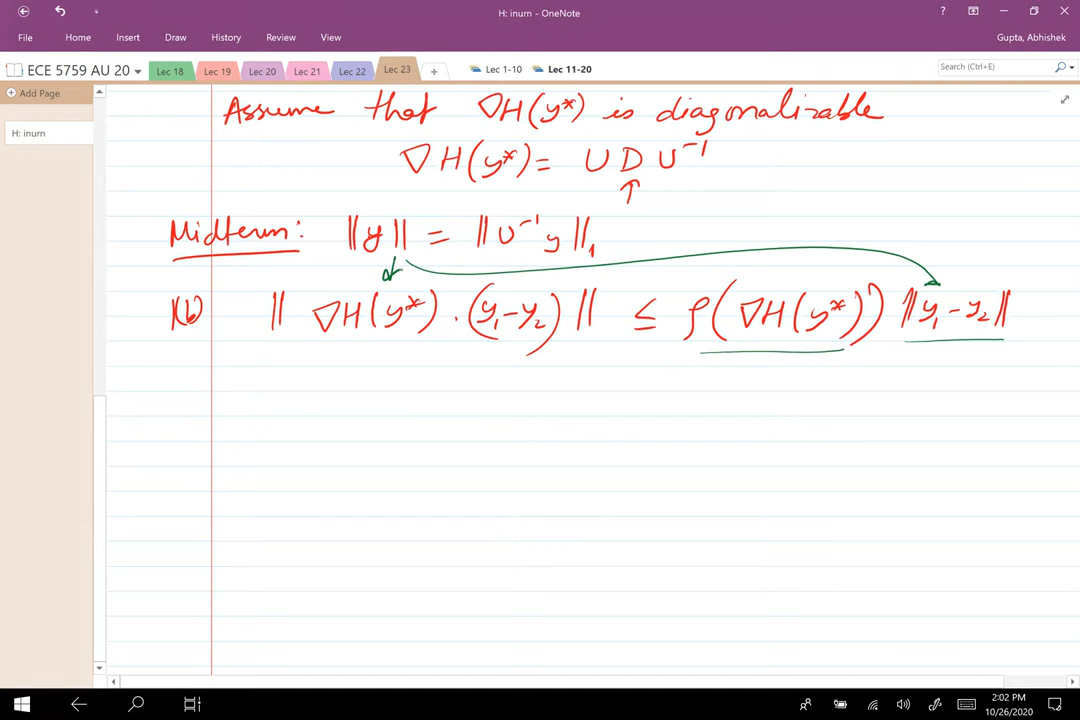 H: inurn - OneNote
File Home Insert Draw History Review View Gupta, Abhishek
ECE 5759 AU 20 Lec 18 Lec 19 Lec 20 Lec 21 Lec 22 Lec 23 Lec 1-10 Lec 11-20 Search (Ctrl+E)
Add Page
H: inurn
Assume that ∇H(y*) is diagonalizable
∇H(y*) = U D U⁻¹
↑
Midterm: ||y|| = ||U⁻¹y||₁
1(b) ||∇H(y*)·(y₁-y₂)|| ≤ ρ(∇H(y*)) ||y₁-y₂||
2:02 PM
10/26/2020